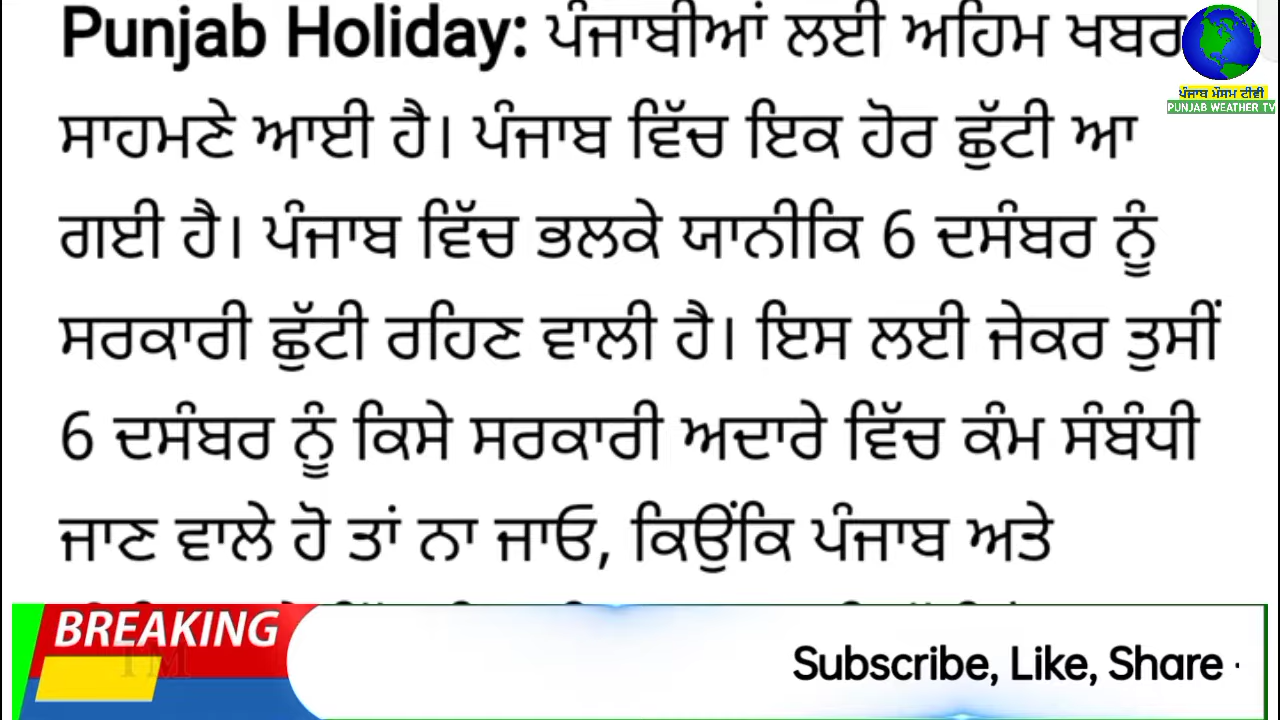 Punjab Holiday: ਪੰਜਾਬੀਆਂ ਲਈ ਅਹਿਮ ਖਬਰ
ਸਾਹਮਣੇ ਆਈ ਹੈ। ਪੰਜਾਬ ਵਿੱਚ ਇਕ ਹੋਰ ਛੁੱਟੀ ਆ
ਗਈ ਹੈ। ਪੰਜਾਬ ਵਿੱਚ ਭਲਕੇ ਯਾਨੀਕਿ 6 ਦਸੰਬਰ ਨੂੰ
ਸਰਕਾਰੀ ਛੁੱਟੀ ਰਹਿਣ ਵਾਲੀ ਹੈ। ਇਸ ਲਈ ਜੇਕਰ ਤੁਸੀਂ
6 ਦਸੰਬਰ ਨੂੰ ਕਿਸੇ ਸਰਕਾਰੀ ਅਦਾਰੇ ਵਿੱਚ ਕੰਮ ਸੰਬੰਧੀ
ਜਾਣ ਵਾਲੇ ਹੋ ਤਾਂ ਨਾ ਜਾਓ, ਕਿਉਂਕਿ ਪੰਜਾਬ ਅਤੇ
ਪੰਜਾਬ ਮੌਸਮ ਟੀਵੀ
PUNJAB WEATHER TV
BREAKING
Subscribe, Like, Share